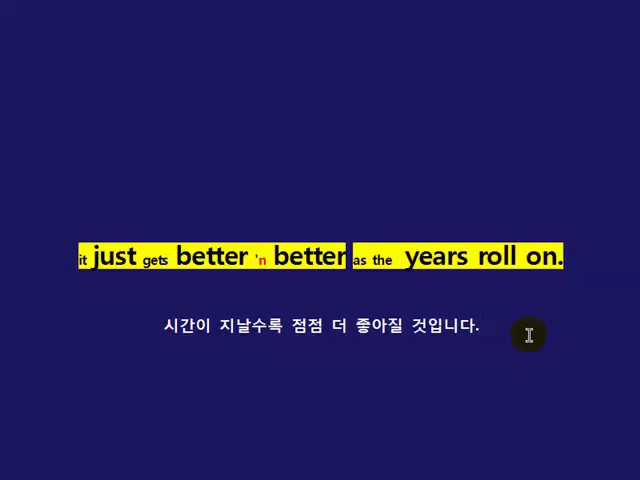 it just gets better 'n better as the years roll on.
시간이 지날수록 점점 더 좋아질 것입니다.